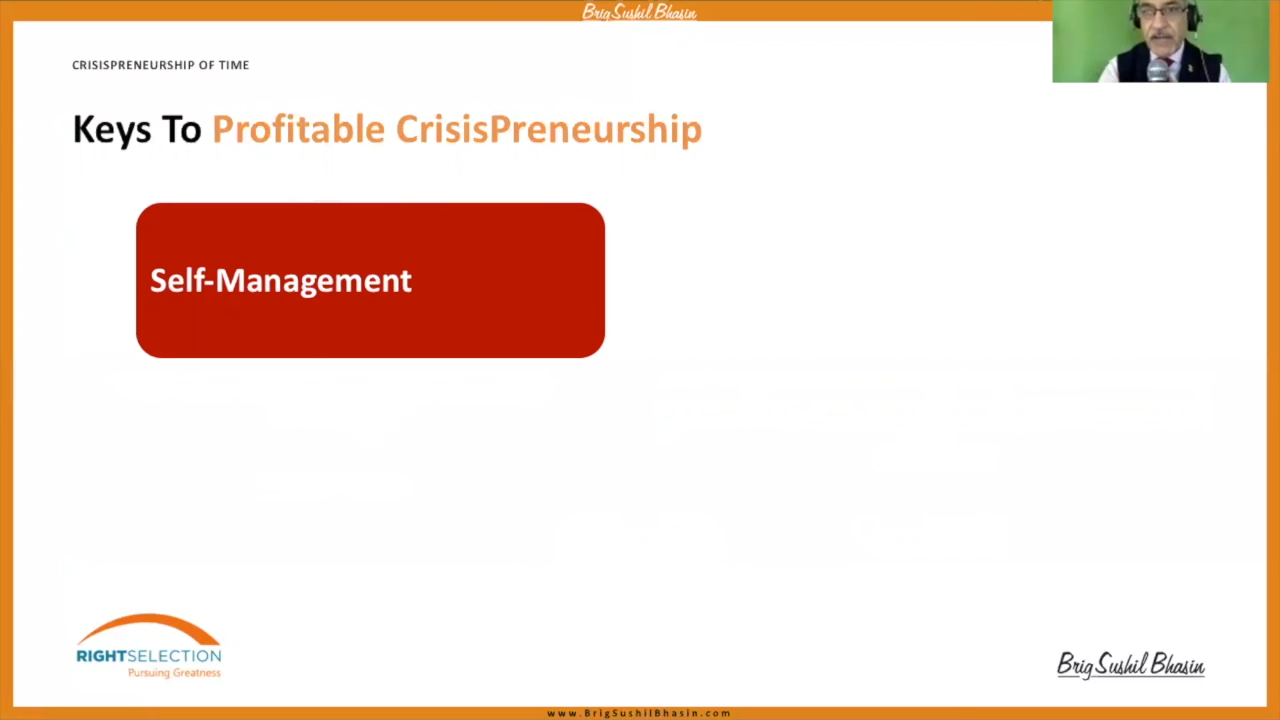 Brig Sushil Bhasin
CRISISPRENEURSHIP OF TIME
Keys To Profitable CrisisPreneurship
Self-Management
RIGHTSELECTION
Pursuing Greatness
Brig Sushil Bhasin
www.BrigSushilBhasin.com